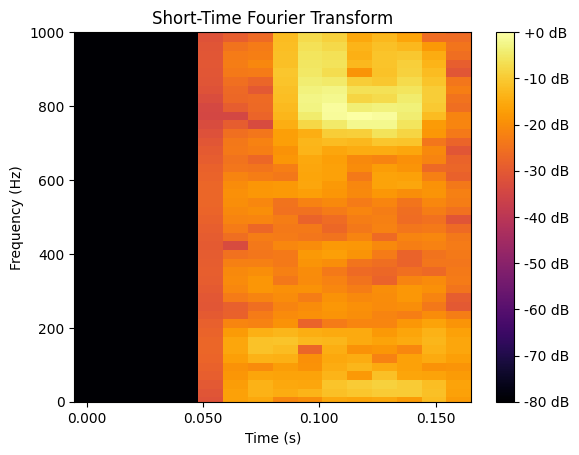 Short-Time Fourier Transform
1000
800
600
400
200
0
Frequency (Hz)
0.000
0.050
0.100
0.150
Time (s)
+0 dB
-10 dB
-20 dB
-30 dB
-40 dB
-50 dB
-60 dB
-70 dB
-80 dB